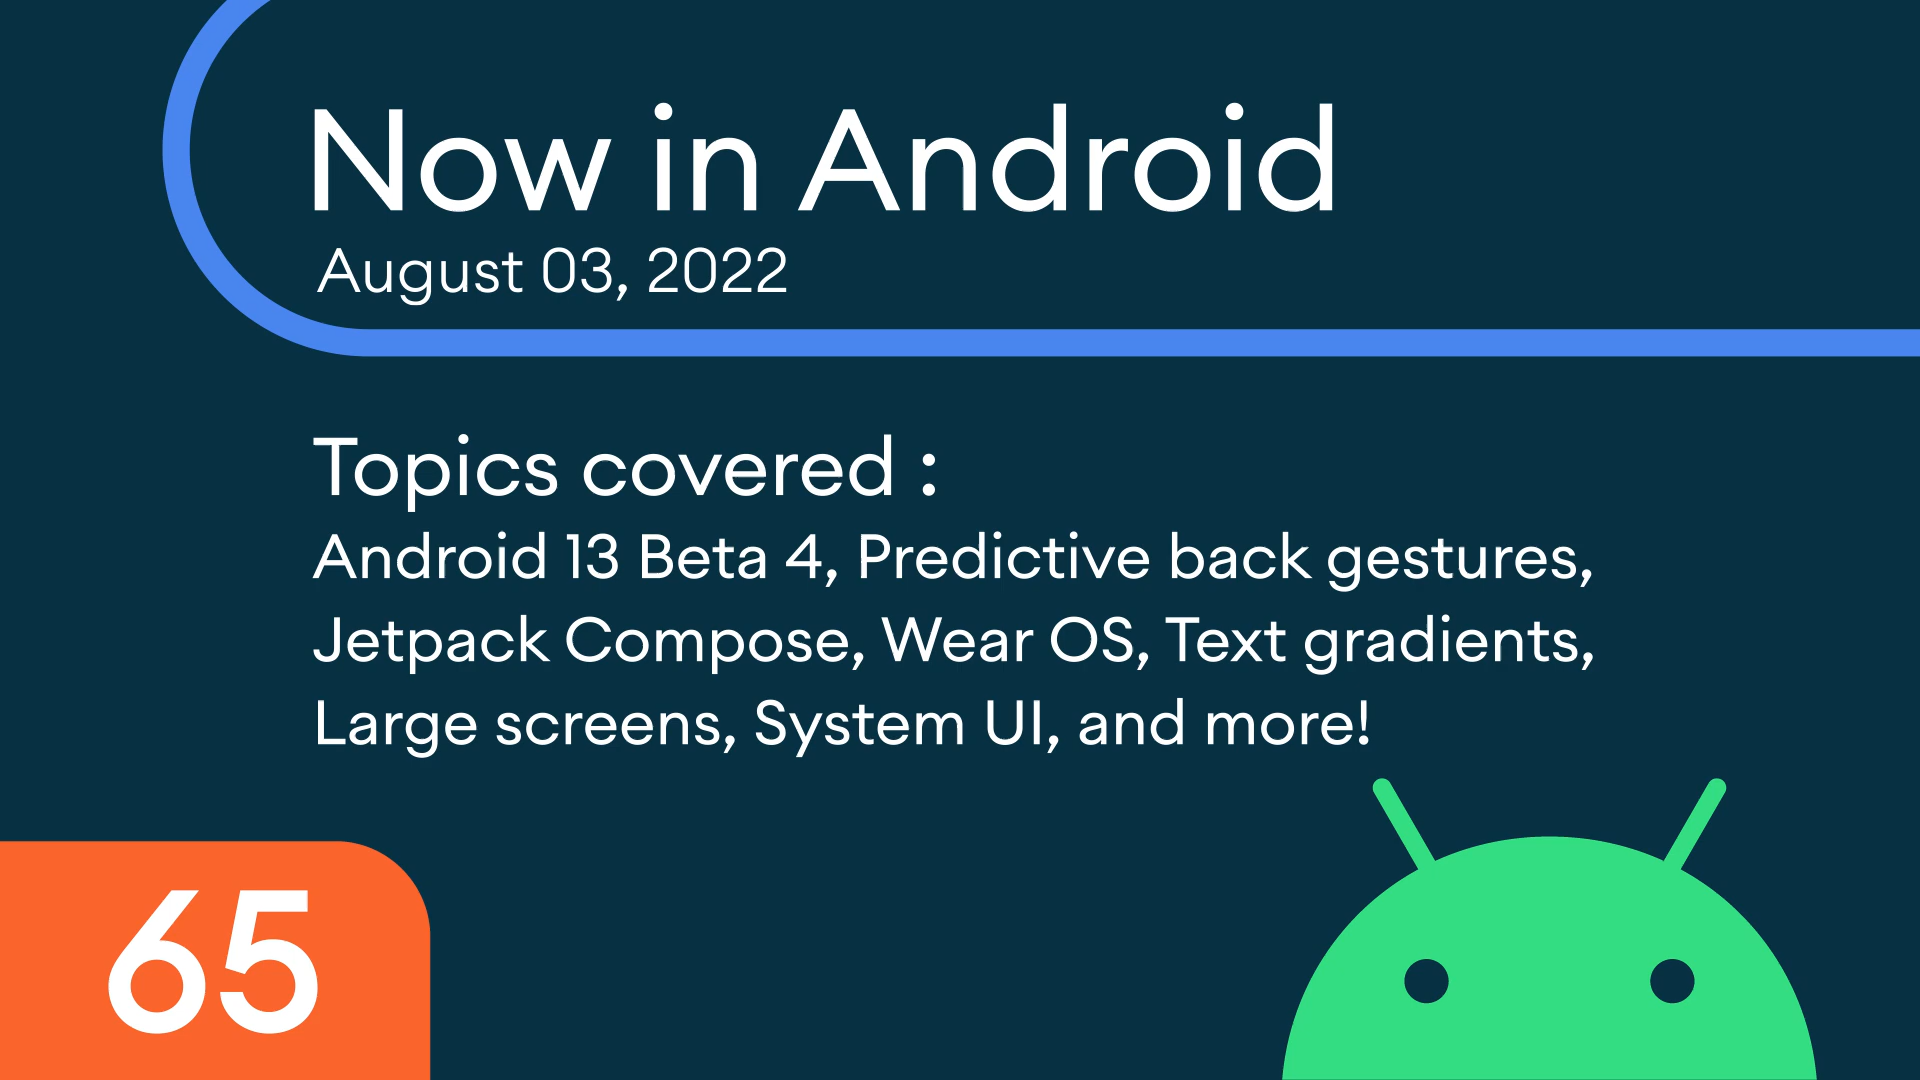 Now in Android
August 03, 2022
Topics covered :
Android 13 Beta 4, Predictive back gestures,
Jetpack Compose, Wear OS, Text gradients,
Large screens, System UI, and more!
65